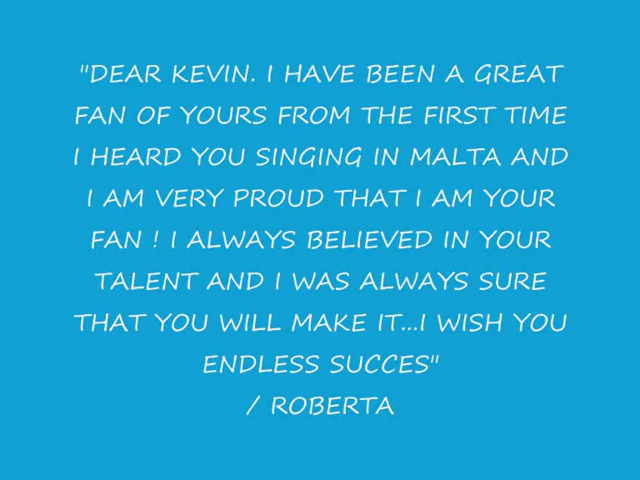 "DEAR KEVIN. I HAVE BEEN A GREAT
FAN OF YOURS FROM THE FIRST TIME
I HEARD YOU SINGING IN MALTA AND
I AM VERY PROUD THAT I AM YOUR
FAN ! I ALWAYS BELIEVED IN YOUR
TALENT AND I WAS ALWAYS SURE
THAT YOU WILL MAKE IT...I WISH YOU
ENDLESS SUCCES"
/ ROBERTA